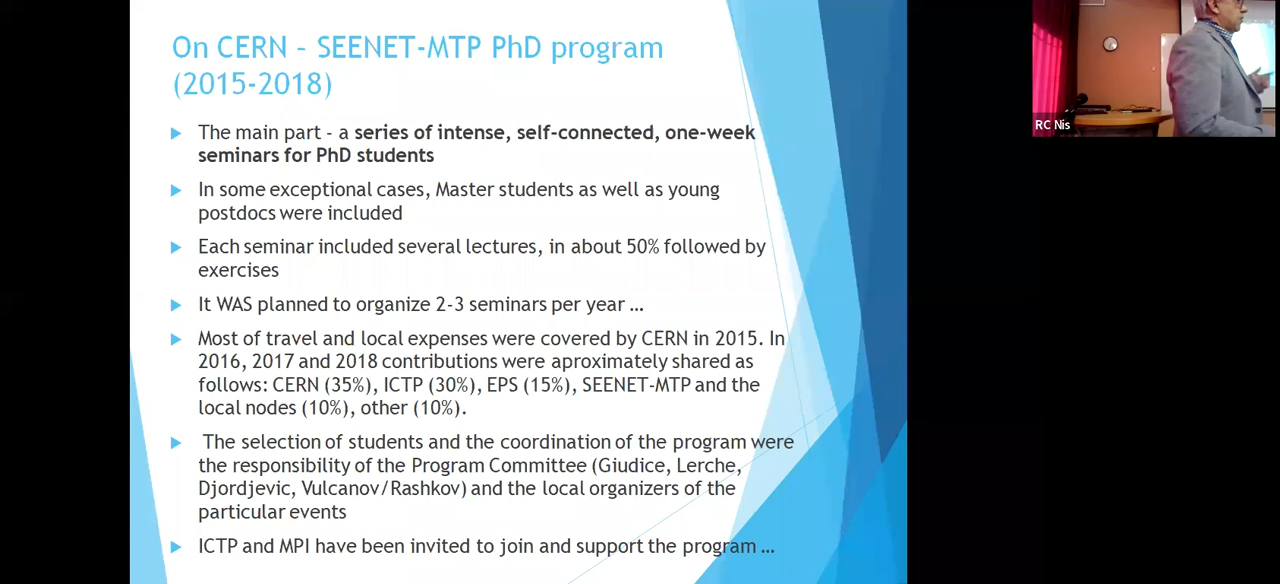 On CERN – SEENET-MTP PhD program
(2015-2018)
The main part - a series of intense, self-connected, one-week
seminars for PhD students
In some exceptional cases, Master students as well as young
postdocs were included
Each seminar included several lectures, in about 50% followed by
exercises
It WAS planned to organize 2-3 seminars per year …
Most of travel and local expenses were covered by CERN in 2015. In
2016, 2017 and 2018 contributions were aproximately shared as
follows: CERN (35%), ICTP (30%), EPS (15%), SEENET-MTP and the
local nodes (10%), other (10%).
The selection of students and the coordination of the program were
the responsibility of the Program Committee (Giudice, Lerche,
Djordjevic, Vulcanov/Rashkov) and the local organizers of the
particular events
ICTP and MPI have been invited to join and support the program …
RC Nis